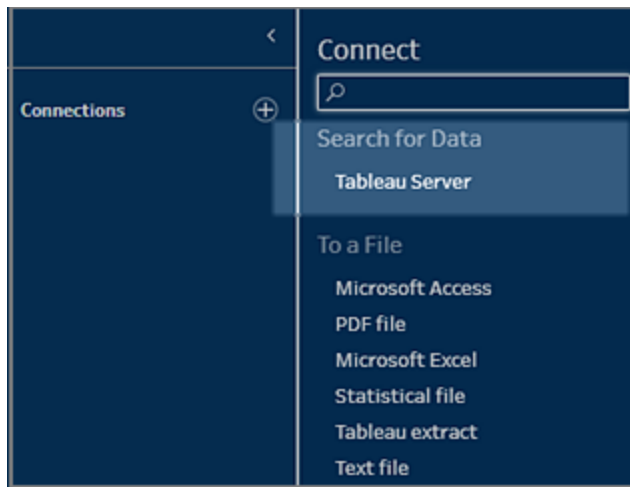 Connections
Connect
Search for Data
Tableau Server
To a File
Microsoft Access
PDF file
Microsoft Excel
Statistical file
Tableau extract
Text file